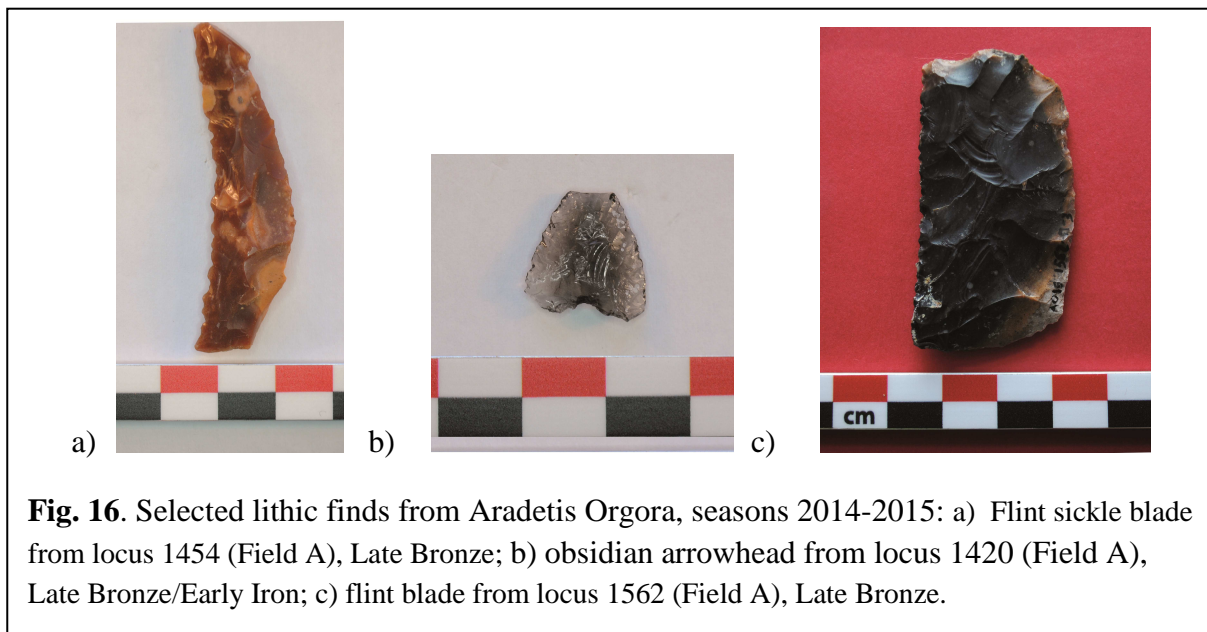 cm
a) b) c)
Fig. 16. Selected lithic finds from Aradetis Orgora, seasons 2014-2015: a) Flint sickle blade
from locus 1454 (Field A), Late Bronze; b) obsidian arrowhead from locus 1420 (Field A),
Late Bronze/Early Iron; c) flint blade from locus 1562 (Field A), Late Bronze.